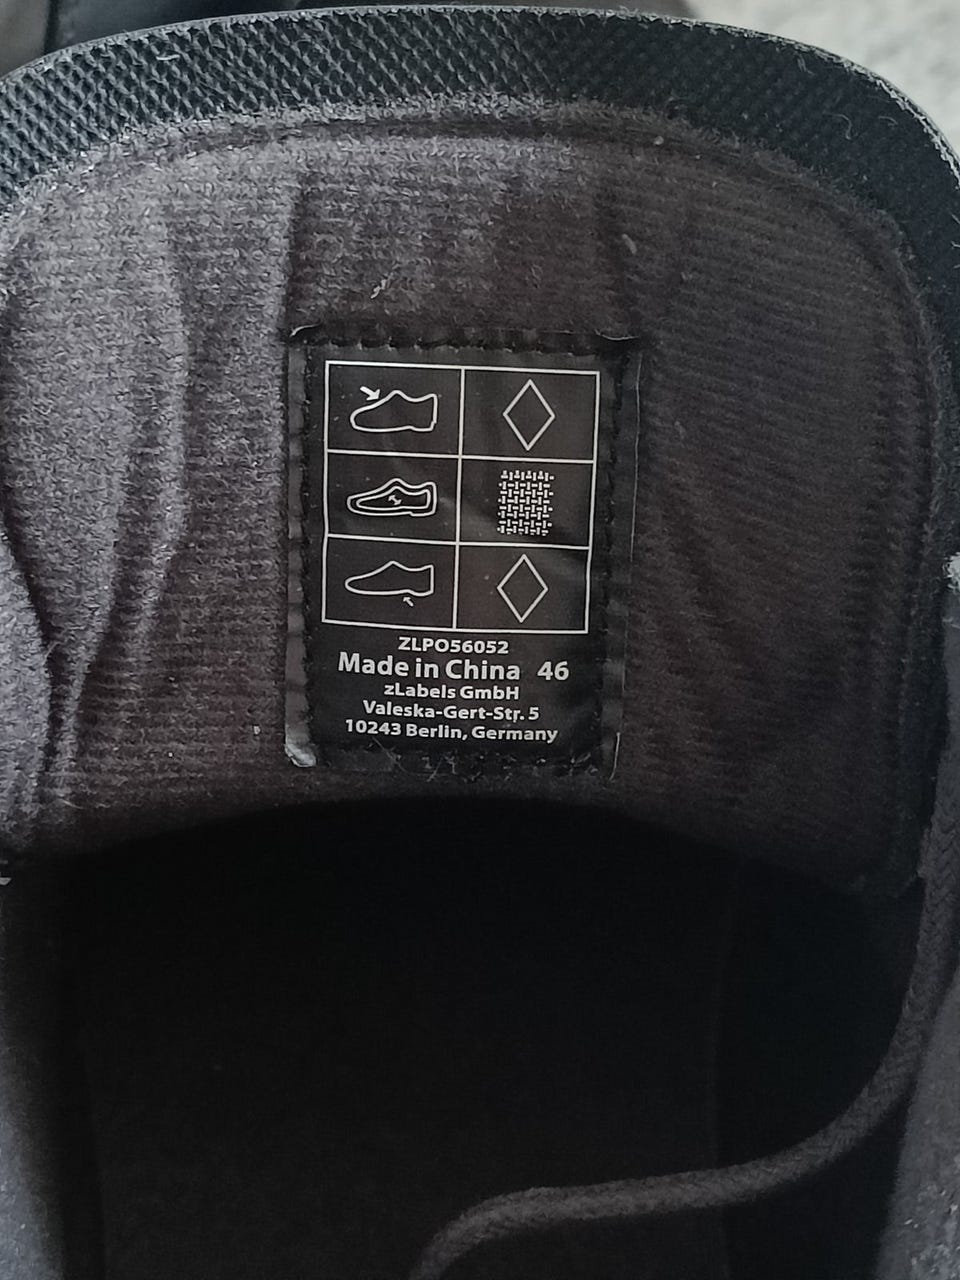 ZLPO56052
Made in China 46
zLabels GmbH
Valeska-Gert-Str. 5
10243 Berlin, Germany